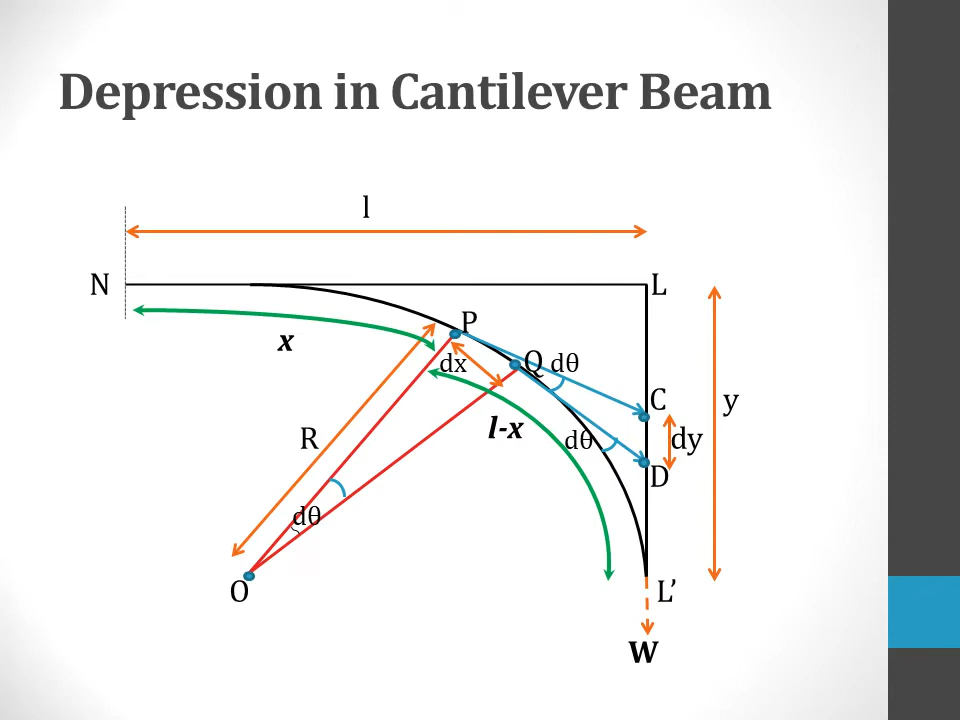 Depression in Cantilever Beam
l
N
L
P
x
dx
Q
dθ
C
y
l-x
R
dθ
dy
D
dθ
O
L’
W